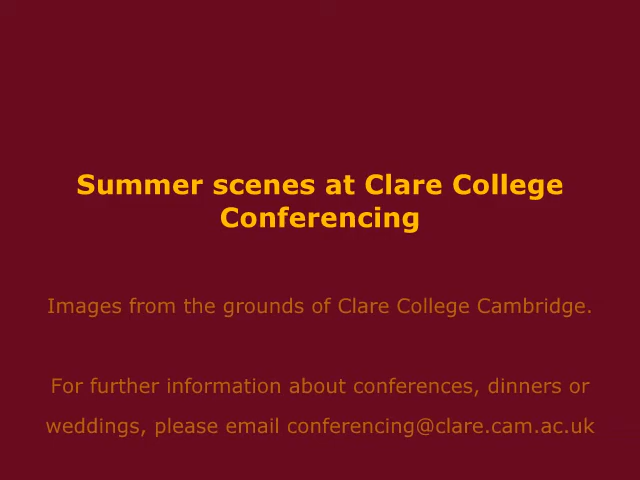 Summer scenes at Clare College
Conferencing
Images from the grounds of Clare College Cambridge.
For further information about conferences, dinners or
weddings, please email conferencing@clare.cam.ac.uk